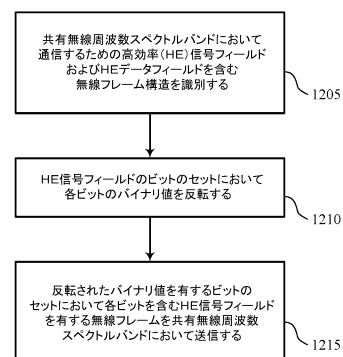 共有無線周波数スペクトルバンドにおいて
通信するための高効率(HE)信号フィールド
およびHEデータフィールドを含む
無線フレーム構造を識別する
1205
HE信号フィールドのビットのセットにおいて
各ビットのバイナリ値を反転する
1210
反転されたバイナリ値を有するビットの
セットにおいて各ビットを含むHE信号フィールド
を有する無線フレームを共有無線周波数
スペクトルバンドにおいて送信する
1215